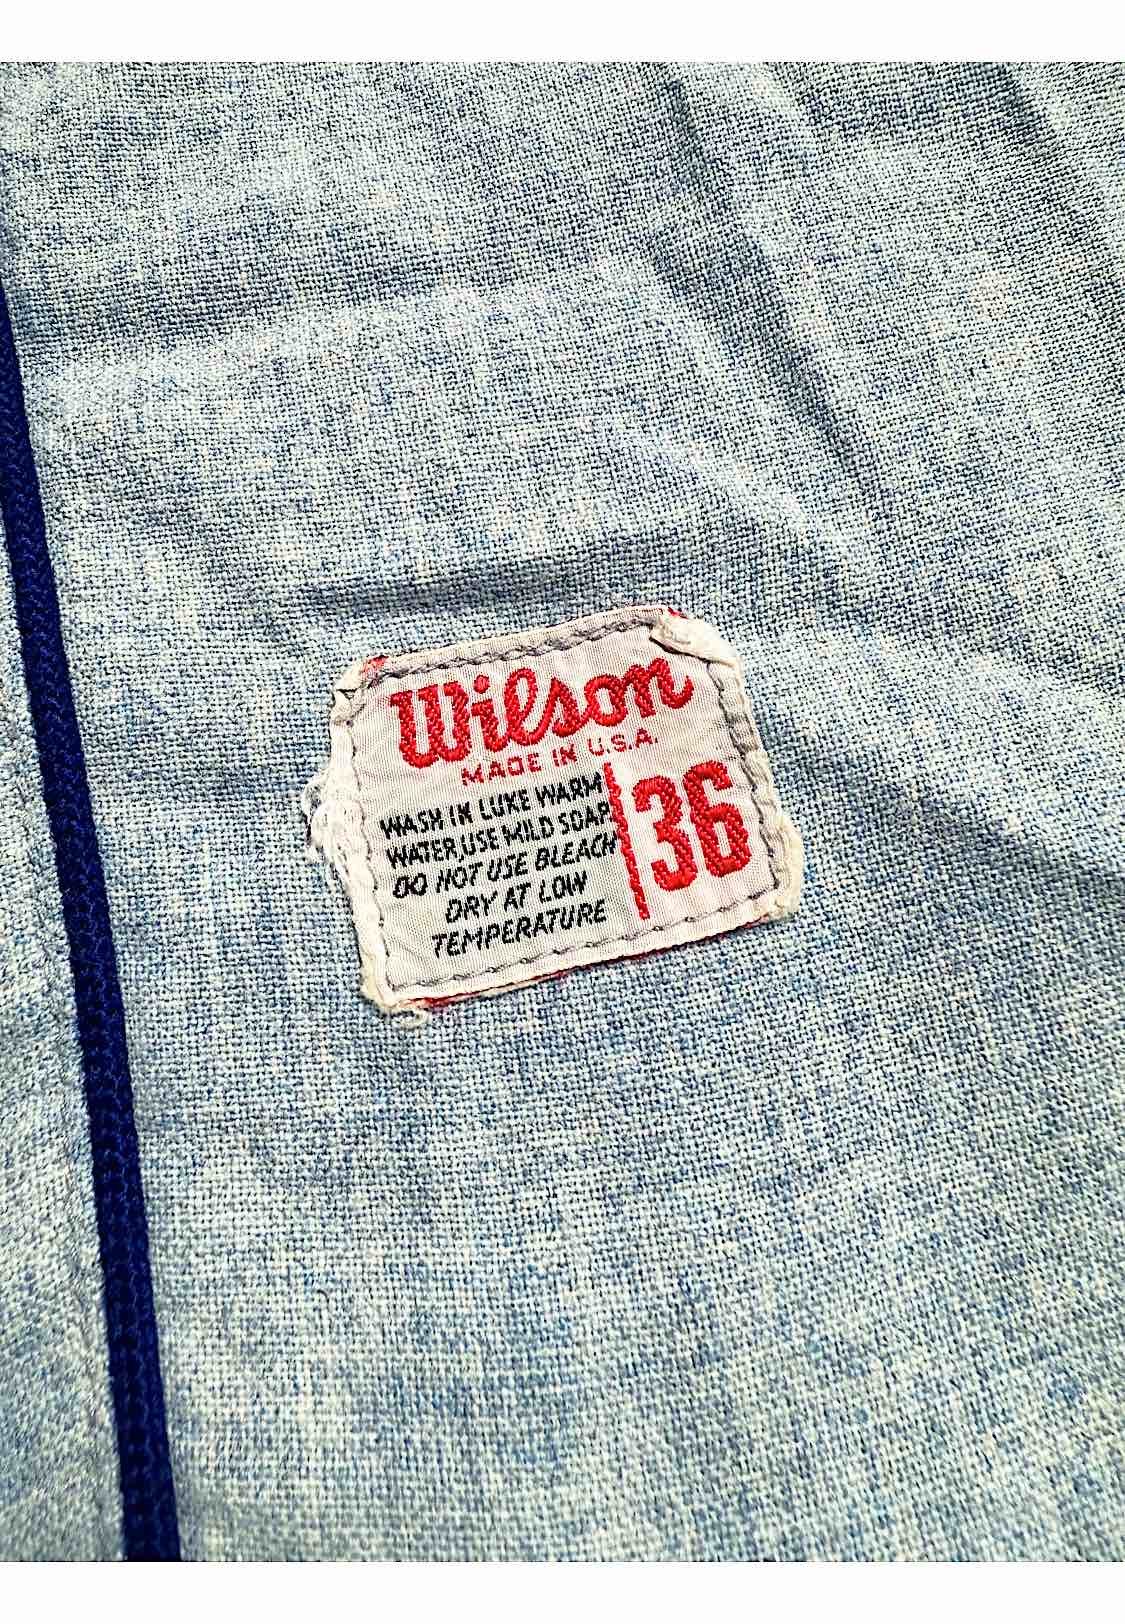 Wilson
MADE IN U.S.A.
WASH IN LUKE WARM
WATER,USE MILD SOAP
DO NOT USE BLEACH
DRY AT LOW
TEMPERATURE
36